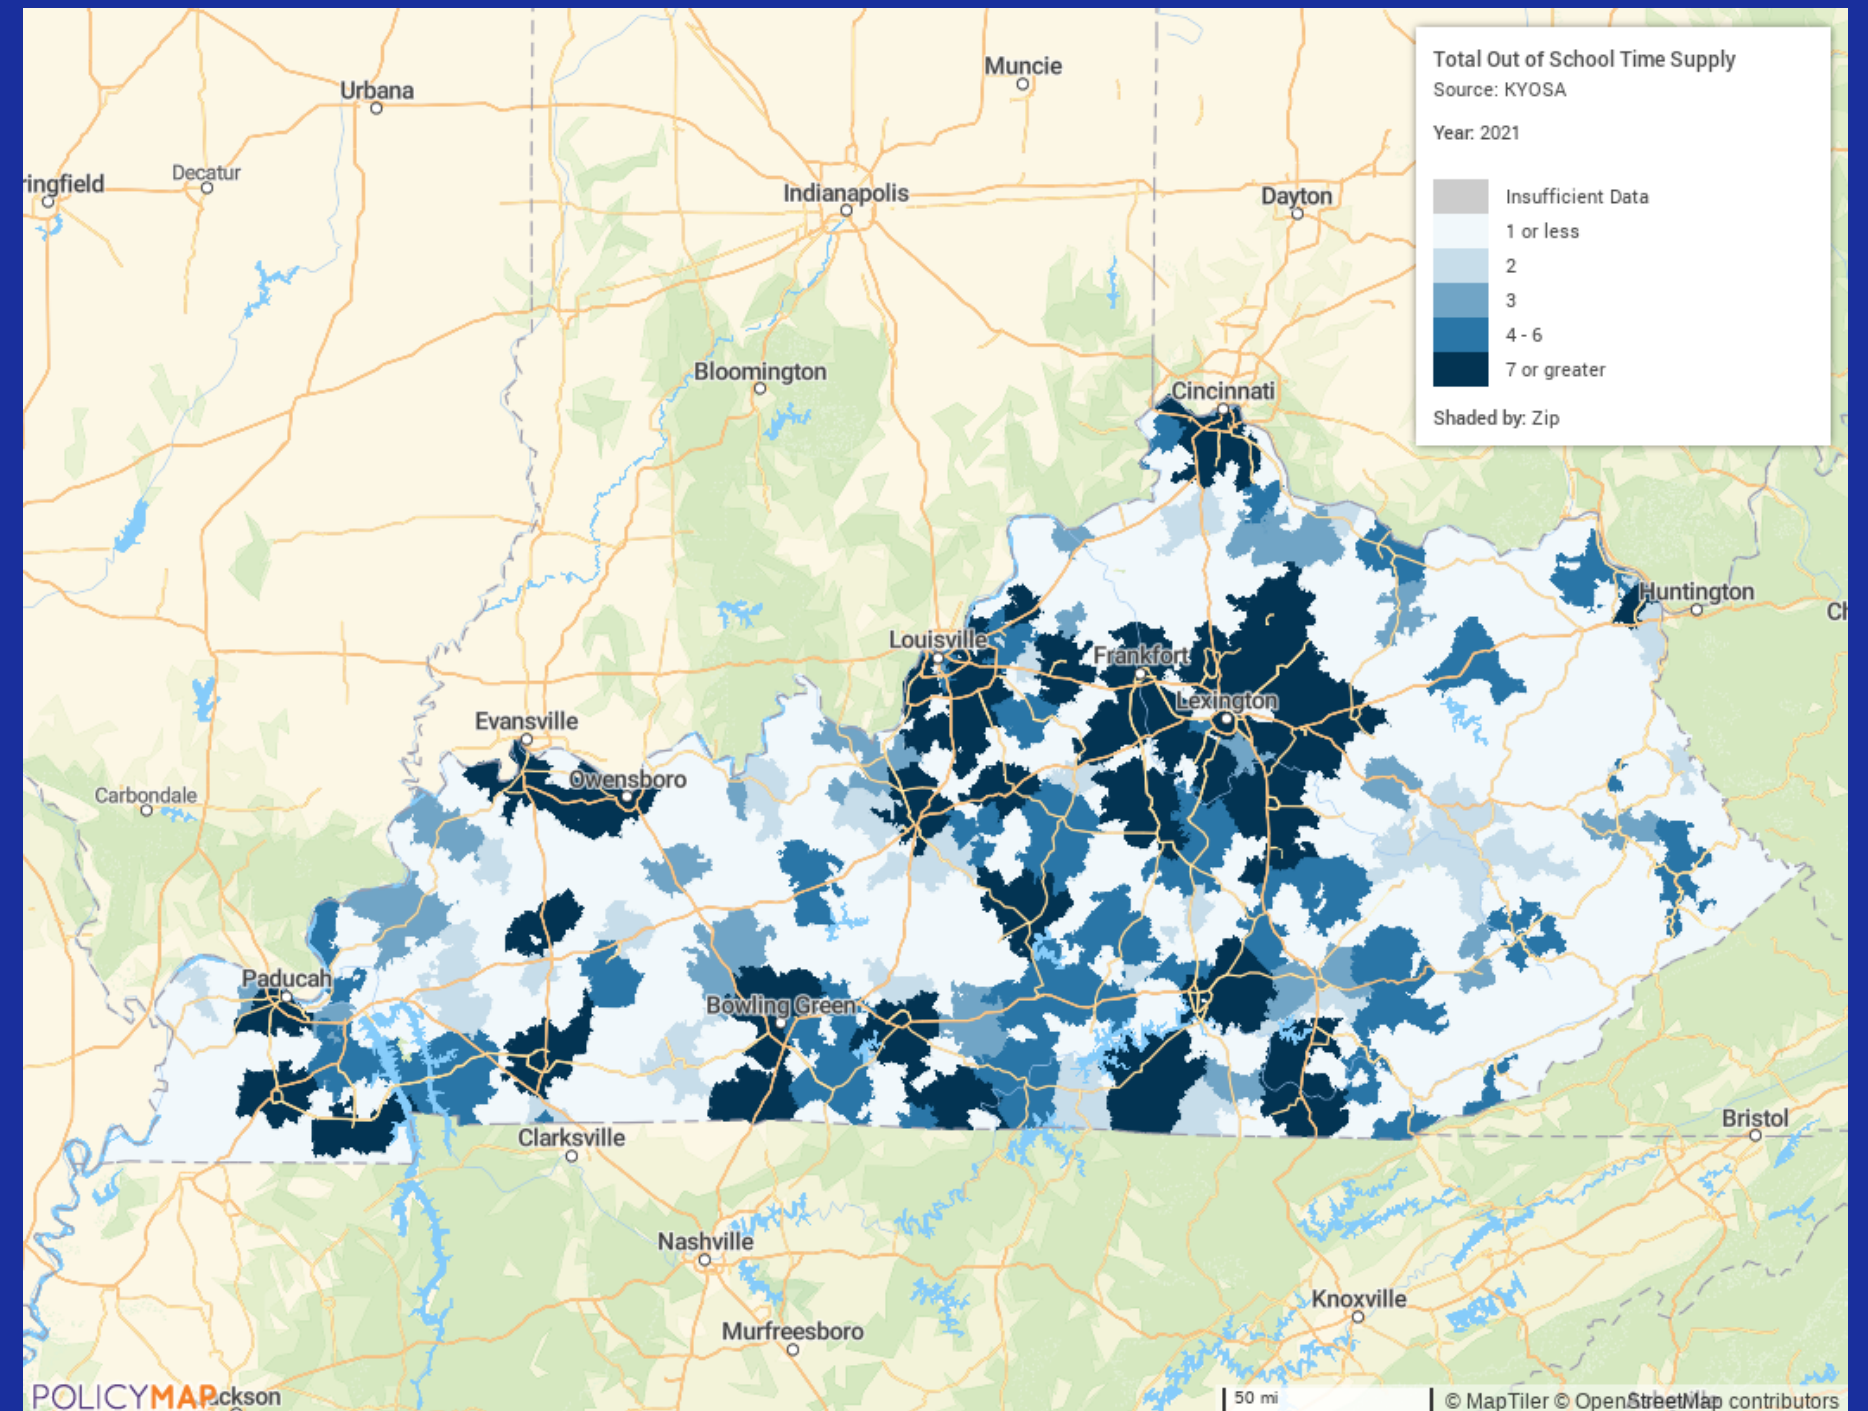 Total Out of School Time Supply
Source: KYOSA
Year: 2021
Insufficient Data
1 or less
2
3
4 - 6
7 or greater
Shaded by: Zip
Muncie
Urbana
Decatur
ringfield
Indianapolis
Dayton
Bloomington
Cincinnati
Huntington
Ch
Louisville
Frankfort
Lexington
Evansville
Owensboro
Carbondale
Paducah
Bowling Green
Clarksville
Bristol
Nashville
Knoxville
Murfreesboro
POLICYMAP
ckson
50 mi
© MapTiler © OpenStreetMap contributors